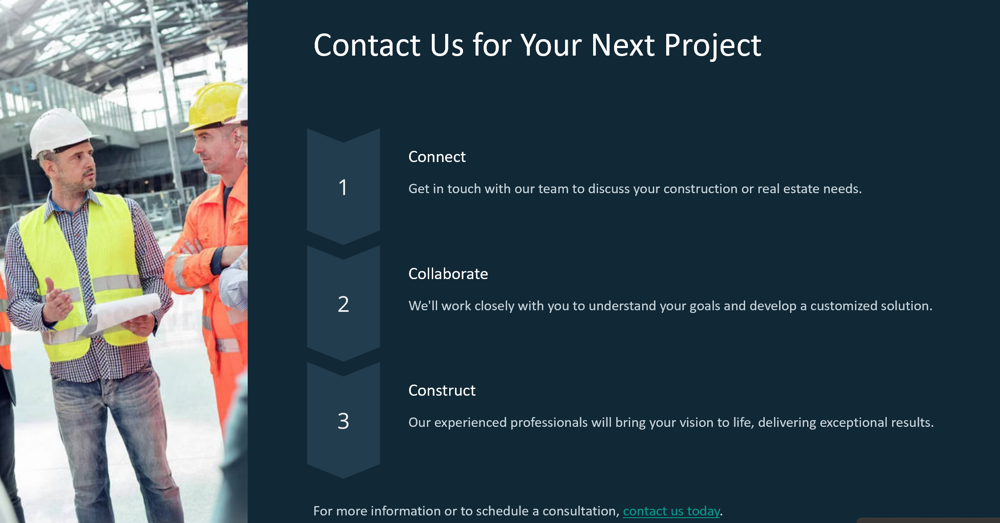 Contact Us for Your Next Project
1
Connect
Get in touch with our team to discuss your construction or real estate needs.
2
Collaborate
We'll work closely with you to understand your goals and develop a customized solution.
3
Construct
Our experienced professionals will bring your vision to life, delivering exceptional results.
For more information or to schedule a consultation, contact us today.